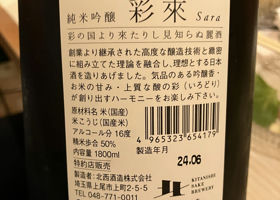 純米吟醸 彩來 Sara
彩の国より來たりし見知らぬ麗酒
創業より継承された高度な醸造技術と緻密
に組み立てた理論を融合し、理想とする日本
酒を造りあげました。気品のある吟醸香・
お米の甘み・上質な酸の彩(いろどり)
が創り出すハーモニーをお楽しみ下さい。
原材料名 米(国産)
米こうじ(国産米)
アルコール分 16度
精米歩合 50%
内容量 1800ml
特約店販売
4 965323 654179
製造年月
24.06
製造者:北西酒造株式会社
埼玉県上尾市上町2-5-5
TEL 048-771-0011
KITANISHI
SAKE
BREWERY